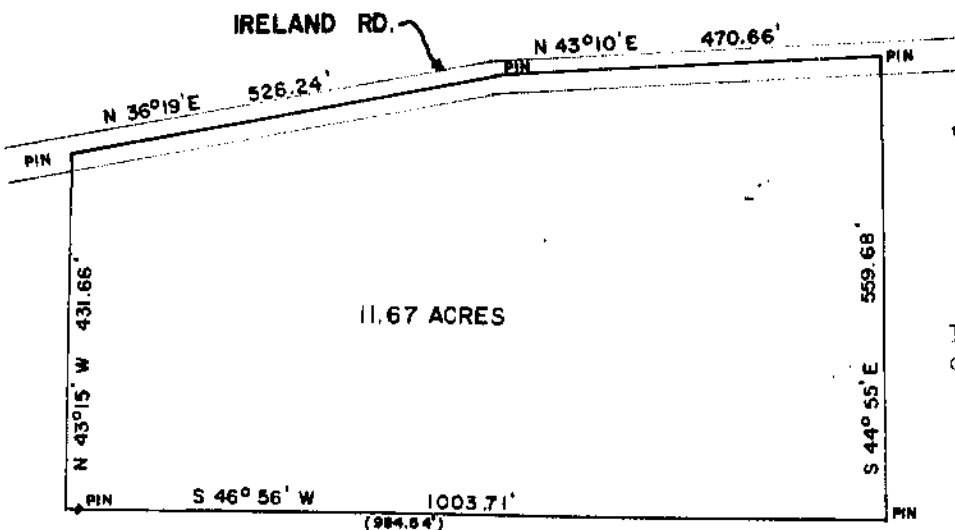 IRELAND RD.
N 43°10'E 470.66'
N 36°19'E 526.24'
PIN
PIN
PIN
N 43°15' W 431.66'
11.67 ACRES
S 44° 55' E 559.68'
PIN
S 46° 56' W 1003.71'
PIN
(984.54')